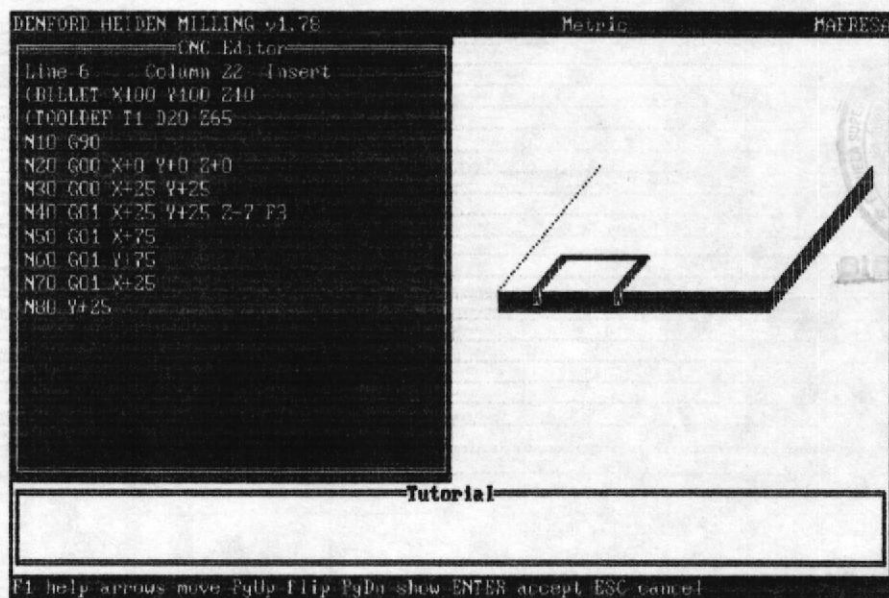 DENFORD HEIDEN MILLING v1.78 Metric MAFRESA
CNC Editor
Line 6 Column 22 Insert
(BILLET X100 Y100 Z10
(TOOLDEF T1 D20 Z65
N10 G90
N20 G00 X+0 Y+0 Z+0
N30 G00 X+25 Y+25
N40 G01 X+25 Y+25 Z-7 F3
N50 G01 X+75
N60 G01 Y+75
N70 G01 X+25
N80 Y+25
Tutorial
F1 help arrows move PgUp flip PgDn show ENTER accept ESC cancel